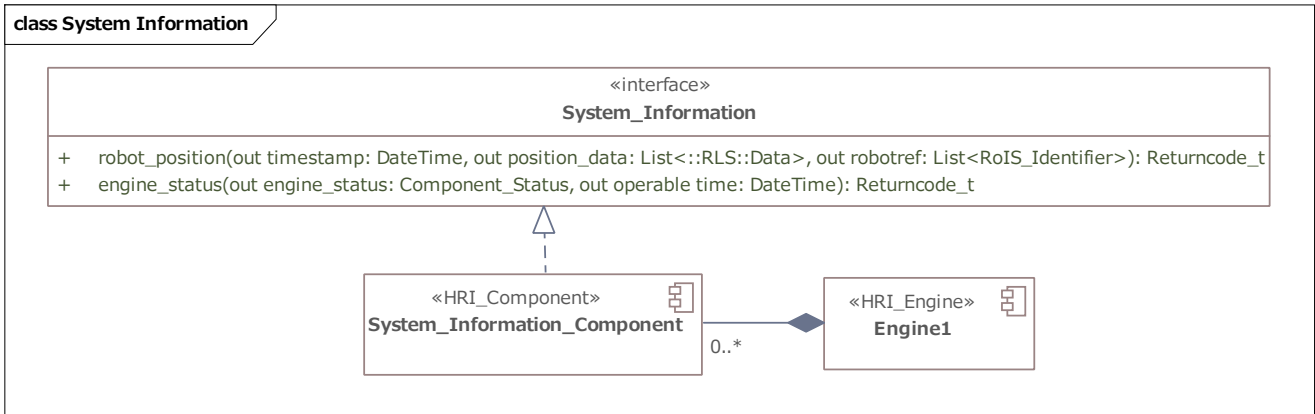 class System Information
«interface»
System_Information
+ robot_position(out timestamp: DateTime, out position_data: List<::RLS::Data>, out robotref: List<RoIS_Identifier>): Returncode_t
+ engine_status(out engine_status: Component_Status, out operable time: DateTime): Returncode_t
«HRI_Component»
System_Information_Component
«HRI_Engine»
Engine1
0..*